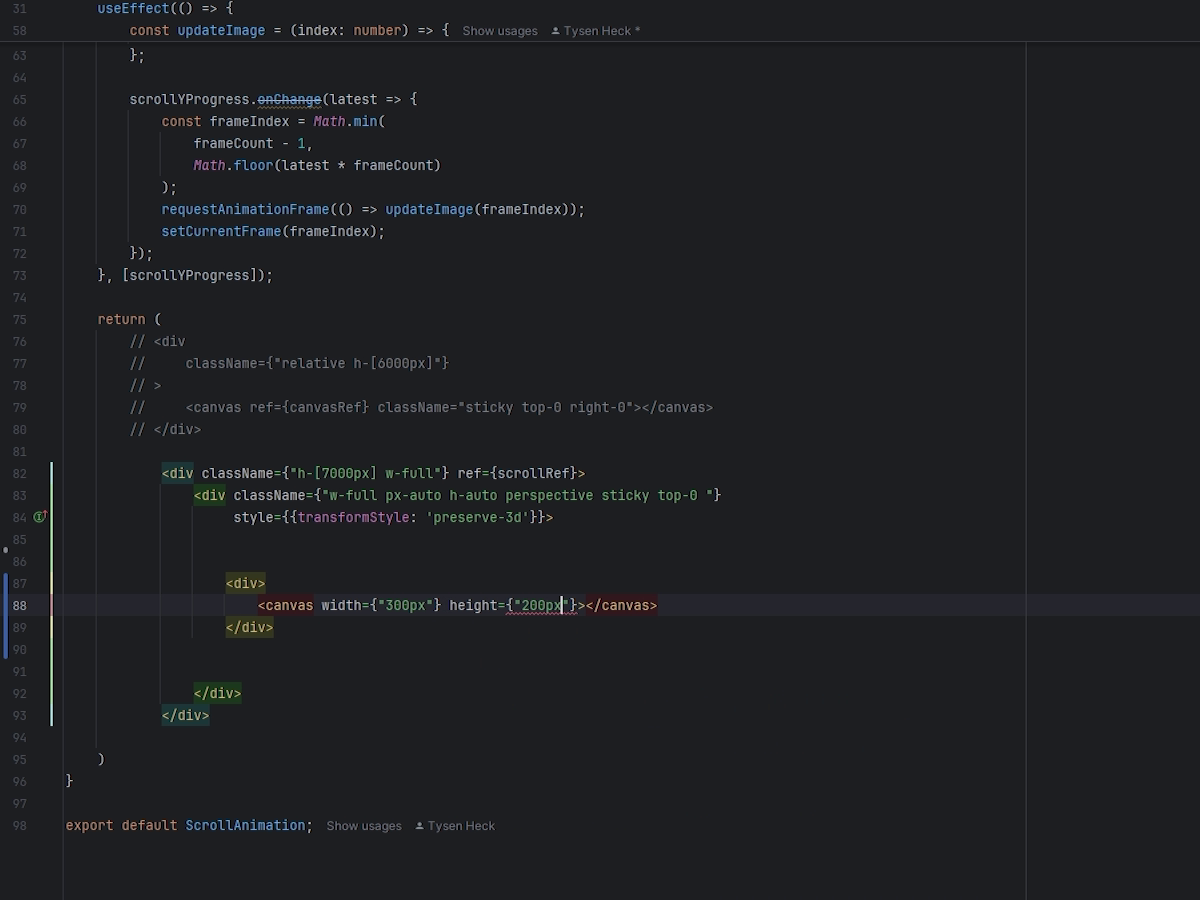 31 useEffect(() => {
58 const updateImage = (index: number) => { Show usages Tysen Heck *
63 };
64
65 scrollYProgress.onChange(latest => {
66 const frameIndex = Math.min(
67 frameCount - 1,
68 Math.floor(latest * frameCount)
69 );
70 requestAnimationFrame(() => updateImage(frameIndex));
71 setCurrentFrame(frameIndex);
72 });
73 }, [scrollYProgress]);
74
75 return (
76 // <div
77 //     className={"relative h-[6000px]"}
78 // >
79 //     <canvas ref={canvasRef} className="sticky top-0 right-0"></canvas>
80 // </div>
81
82 <div className={"h-[7000px] w-full"} ref={scrollRef}>
83 <div className={"w-full px-auto h-auto perspective sticky top-0 "}
84 style={{transformStyle: 'preserve-3d'}}>
85
86
87 <div>
88 <canvas width={"300px"} height={"200px"}></canvas>
89 </div>
90
91
92 </div>
93 </div>
94
95 )
96 }
97
98 export default ScrollAnimation; Show usages Tysen Heck